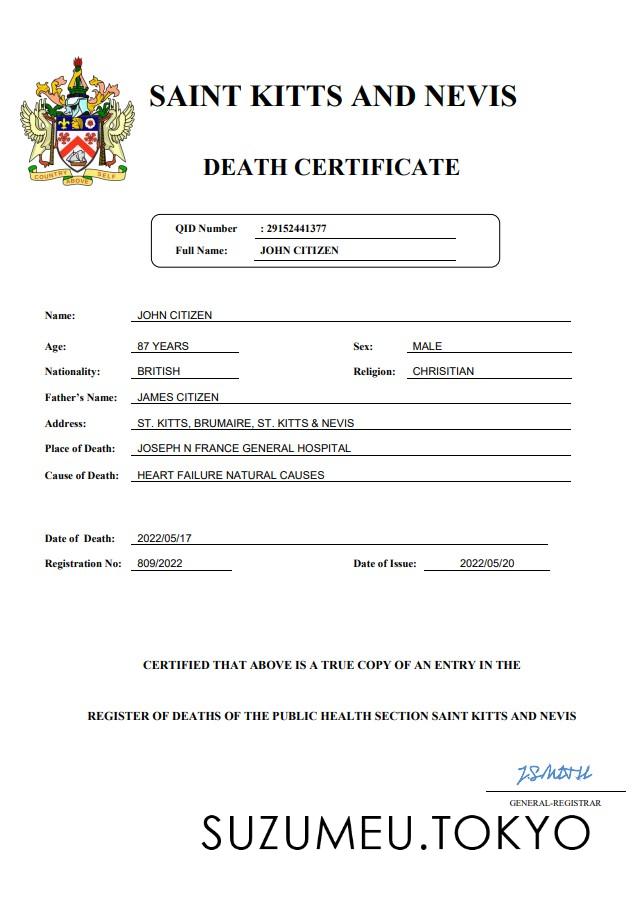 SAINT KITTS AND NEVIS
DEATH CERTIFICATE
COUNTRY ABOVE SELF
QID Number : 29152441377
Full Name: JOHN CITIZEN
Name: JOHN CITIZEN
Age: 87 YEARS Sex: MALE
Nationality: BRITISH Religion: CHRISITIAN
Father's Name: JAMES CITIZEN
Address: ST. KITTS, BRUMAIRE, ST. KITTS & NEVIS
Place of Death: JOSEPH N FRANCE GENERAL HOSPITAL
Cause of Death: HEART FAILURE NATURAL CAUSES
Date of Death: 2022/05/17
Registration No: 809/2022 Date of Issue: 2022/05/20
CERTIFIED THAT ABOVE IS A TRUE COPY OF AN ENTRY IN THE
REGISTER OF DEATHS OF THE PUBLIC HEALTH SECTION SAINT KITTS AND NEVIS
GENERAL-REGISTRAR
SUZUMEU.TOKYO